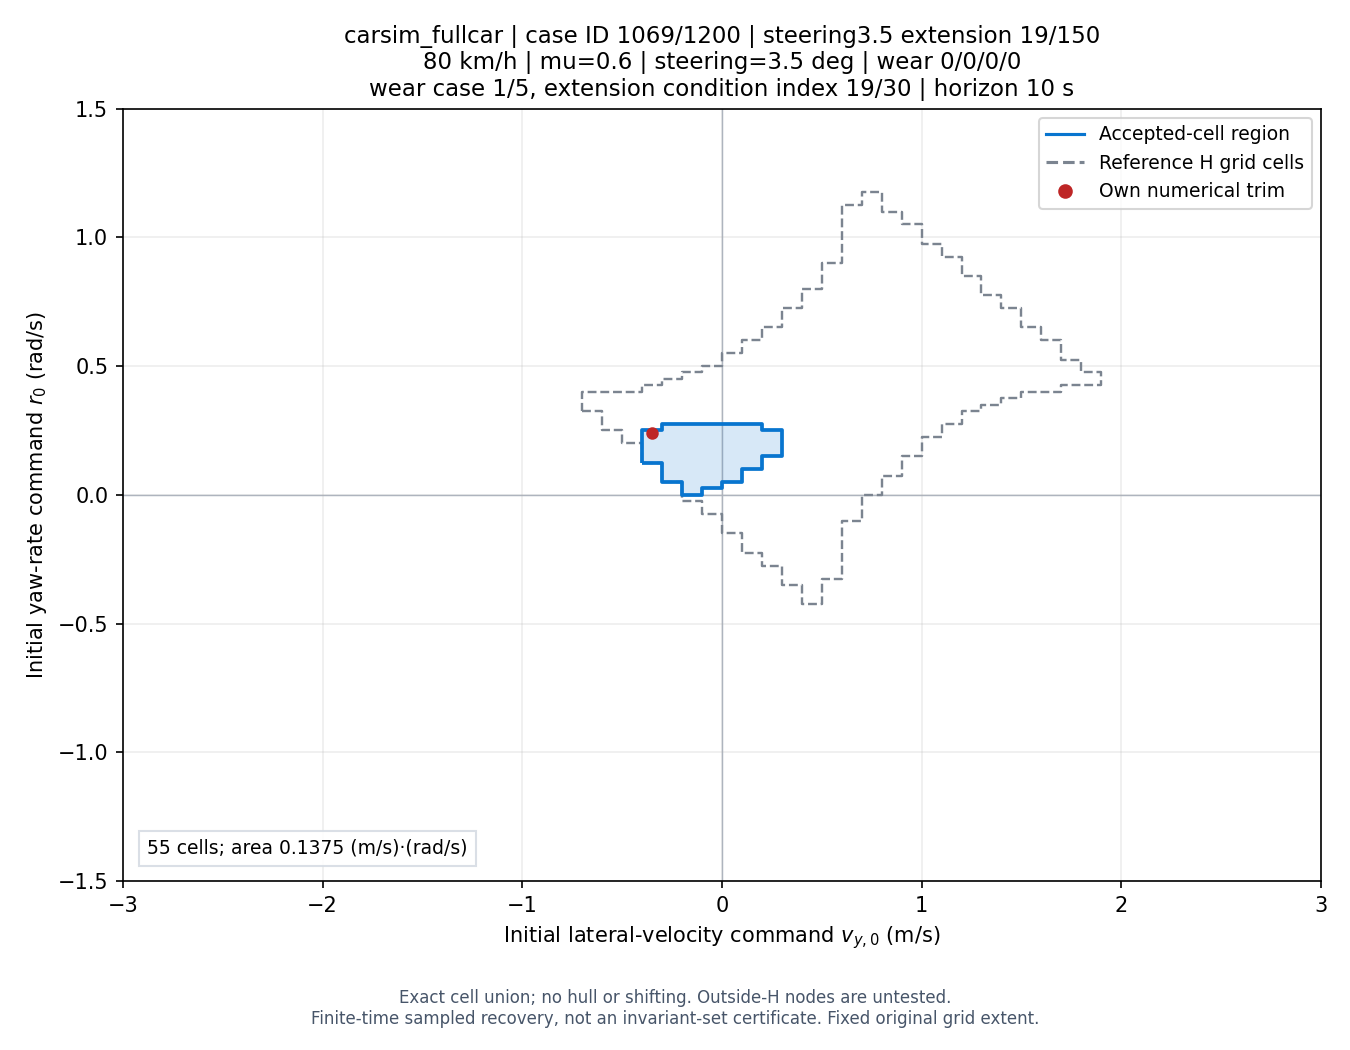 carsim_fullcar | case ID 1069/1200 | steering3.5 extension 19/150
80 km/h | mu=0.6 | steering=3.5 deg | wear 0/0/0/0
wear case 1/5, extension condition index 19/30 | horizon 10 s
Accepted-cell region
Reference H grid cells
Own numerical trim
1.5
1.0
0.5
0.0
−0.5
−1.0
−1.5
Initial yaw-rate command r₀ (rad/s)
55 cells; area 0.1375 (m/s)·(rad/s)
−3 −2 −1 0 1 2 3
Initial lateral-velocity command v_{y,0} (m/s)
Exact cell union; no hull or shifting. Outside-H nodes are untested.
Finite-time sampled recovery, not an invariant-set certificate. Fixed original grid extent.